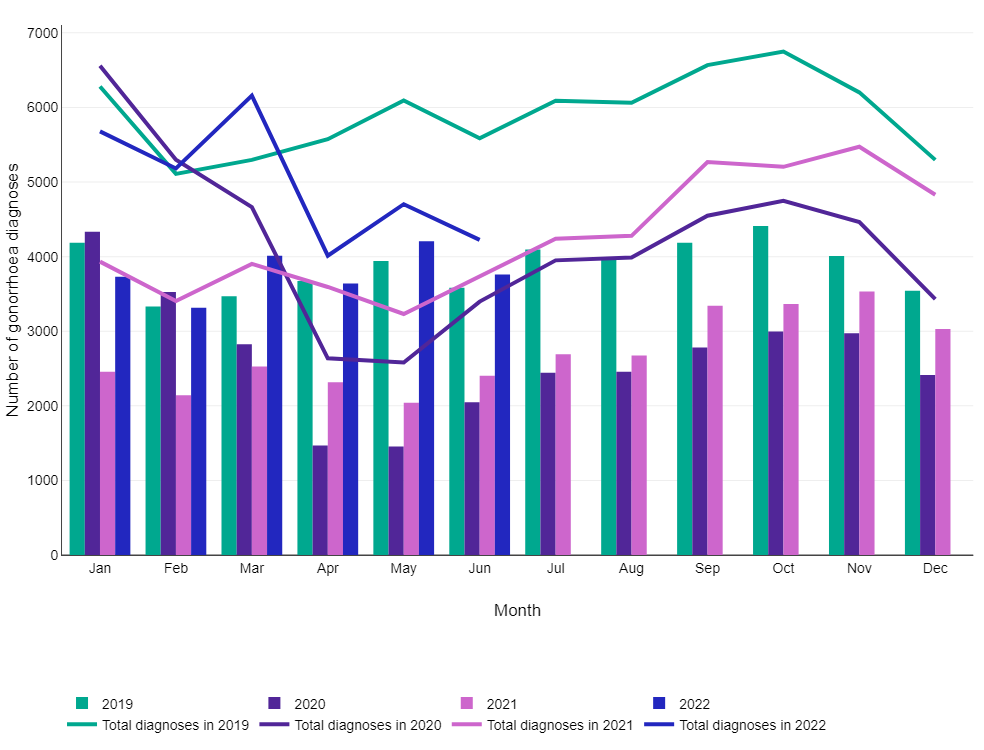 Number of gonorrhoea diagnoses
7000
6000
5000
4000
3000
2000
1000
0
Jan Feb Mar Apr May Jun Jul Aug Sep Oct Nov Dec
Month
2019 2020 2021 2022
Total diagnoses in 2019 Total diagnoses in 2020 Total diagnoses in 2021 Total diagnoses in 2022